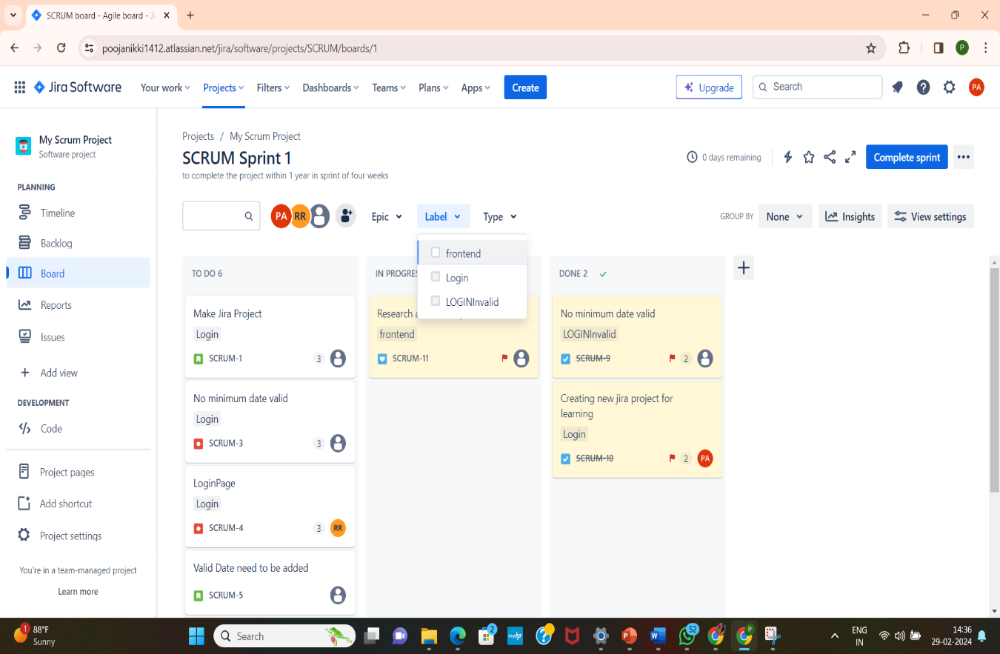 SCRUM board - Agile board - Ji
poojanikki1412.atlassian.net/jira/software/projects/SCRUM/boards/1
P
Jira Software
Your work
Projects
Filters
Dashboards
Teams
Plans
Apps
Create
Upgrade
Search
PA
My Scrum Project
Software project
PLANNING
Timeline
Backlog
Board
Reports
Issues
Add view
DEVELOPMENT
Code
Project pages
Add shortcut
Project settings
You're in a team-managed project
Learn more
Projects / My Scrum Project
SCRUM Sprint 1
to complete the project within 1 year in sprint of four weeks
0 days remaining
Complete sprint
PA RR
Epic
Label
Type
GROUP BY
None
Insights
View settings
frontend
Login
LOGINInvalid
TO DO 6
Make Jira Project
Login
SCRUM-1 3
No minimum date valid
Login
SCRUM-3 3
LoginPage
Login
SCRUM-4 3 RR
Valid Date need to be added
SCRUM-5
IN PROGRES
Research
frontend
SCRUM-11
DONE 2
No minimum date valid
LOGINInvalid
SCRUM-9 2
Creating new jira project for
learning
Login
SCRUM-10 2 PA
1
88°F
Sunny
Search
2
myhp
52
P
ENG
IN
14:36
29-02-2024